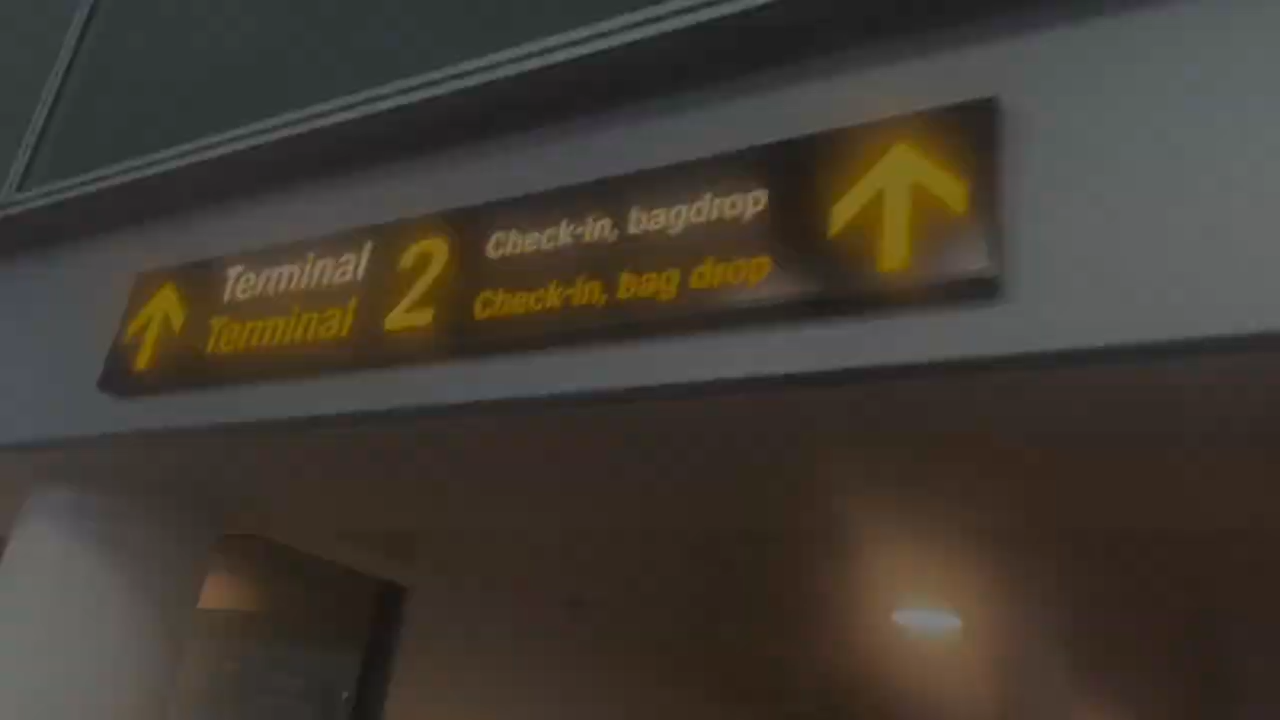 Terminal
Terminal
2
Check-in, bagdrop
Check-in, bag drop